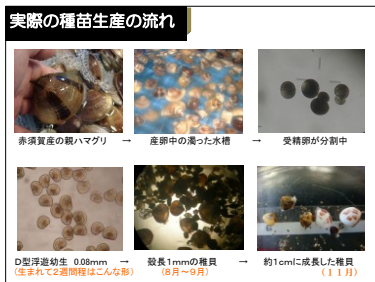 実際の種苗生産の流れ
赤須賀産の親ハマグリ → 産卵中の濁った水槽 → 受精卵が分割中
D型浮遊幼生 0.08mm → 殻長1mmの稚貝 → 約1cmに成長した稚貝
(生まれて2週間程はこんな形) (8月~9月) (11月)